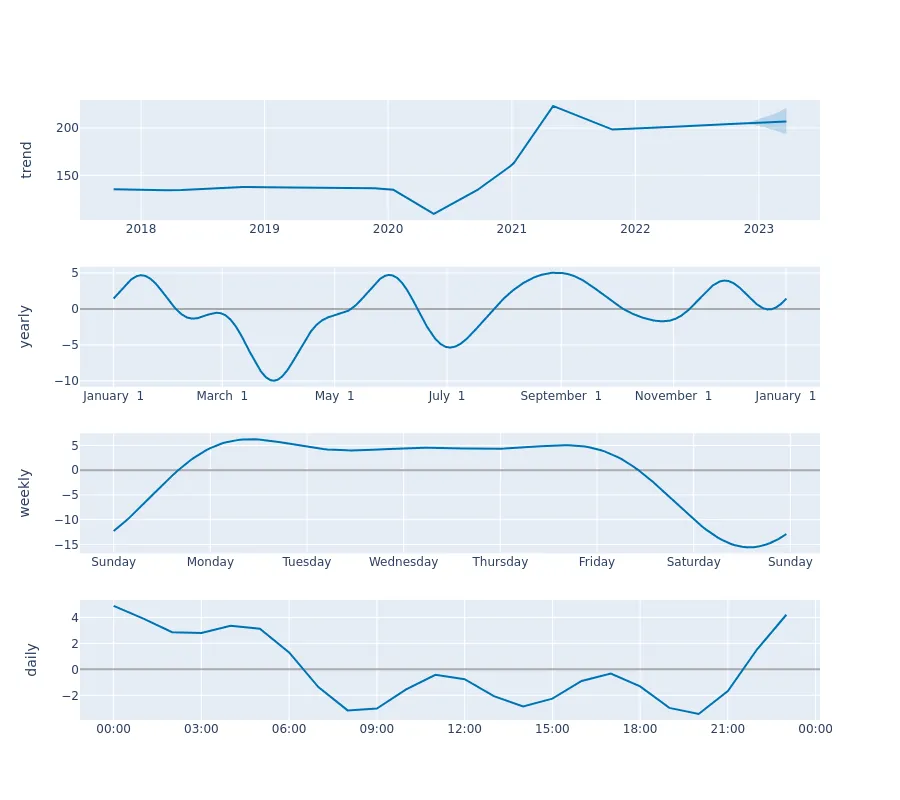 trend
200
150
2018 2019 2020 2021 2022 2023
yearly
5
0
−5
−10
January 1 March 1 May 1 July 1 September 1 November 1 January 1
weekly
5
0
−5
−10
−15
Sunday Monday Tuesday Wednesday Thursday Friday Saturday Sunday
daily
4
2
0
−2
00:00 03:00 06:00 09:00 12:00 15:00 18:00 21:00 00:00